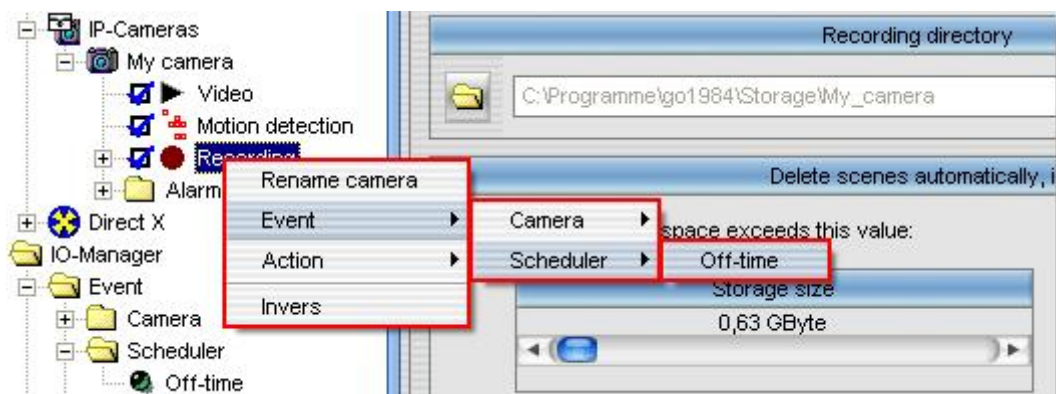 IP-Cameras
My camera
Video
Motion detection
Recording
Alarm
Direct X
IO-Manager
Event
Camera
Scheduler
Off-time
Rename camera
Event
Action
Invers
Camera
Scheduler
Off-time
Recording directory
C:\Programme\go1984\Storage\My_camera
Delete scenes automatically, i
space exceeds this value:
Storage size
0,63 GByte